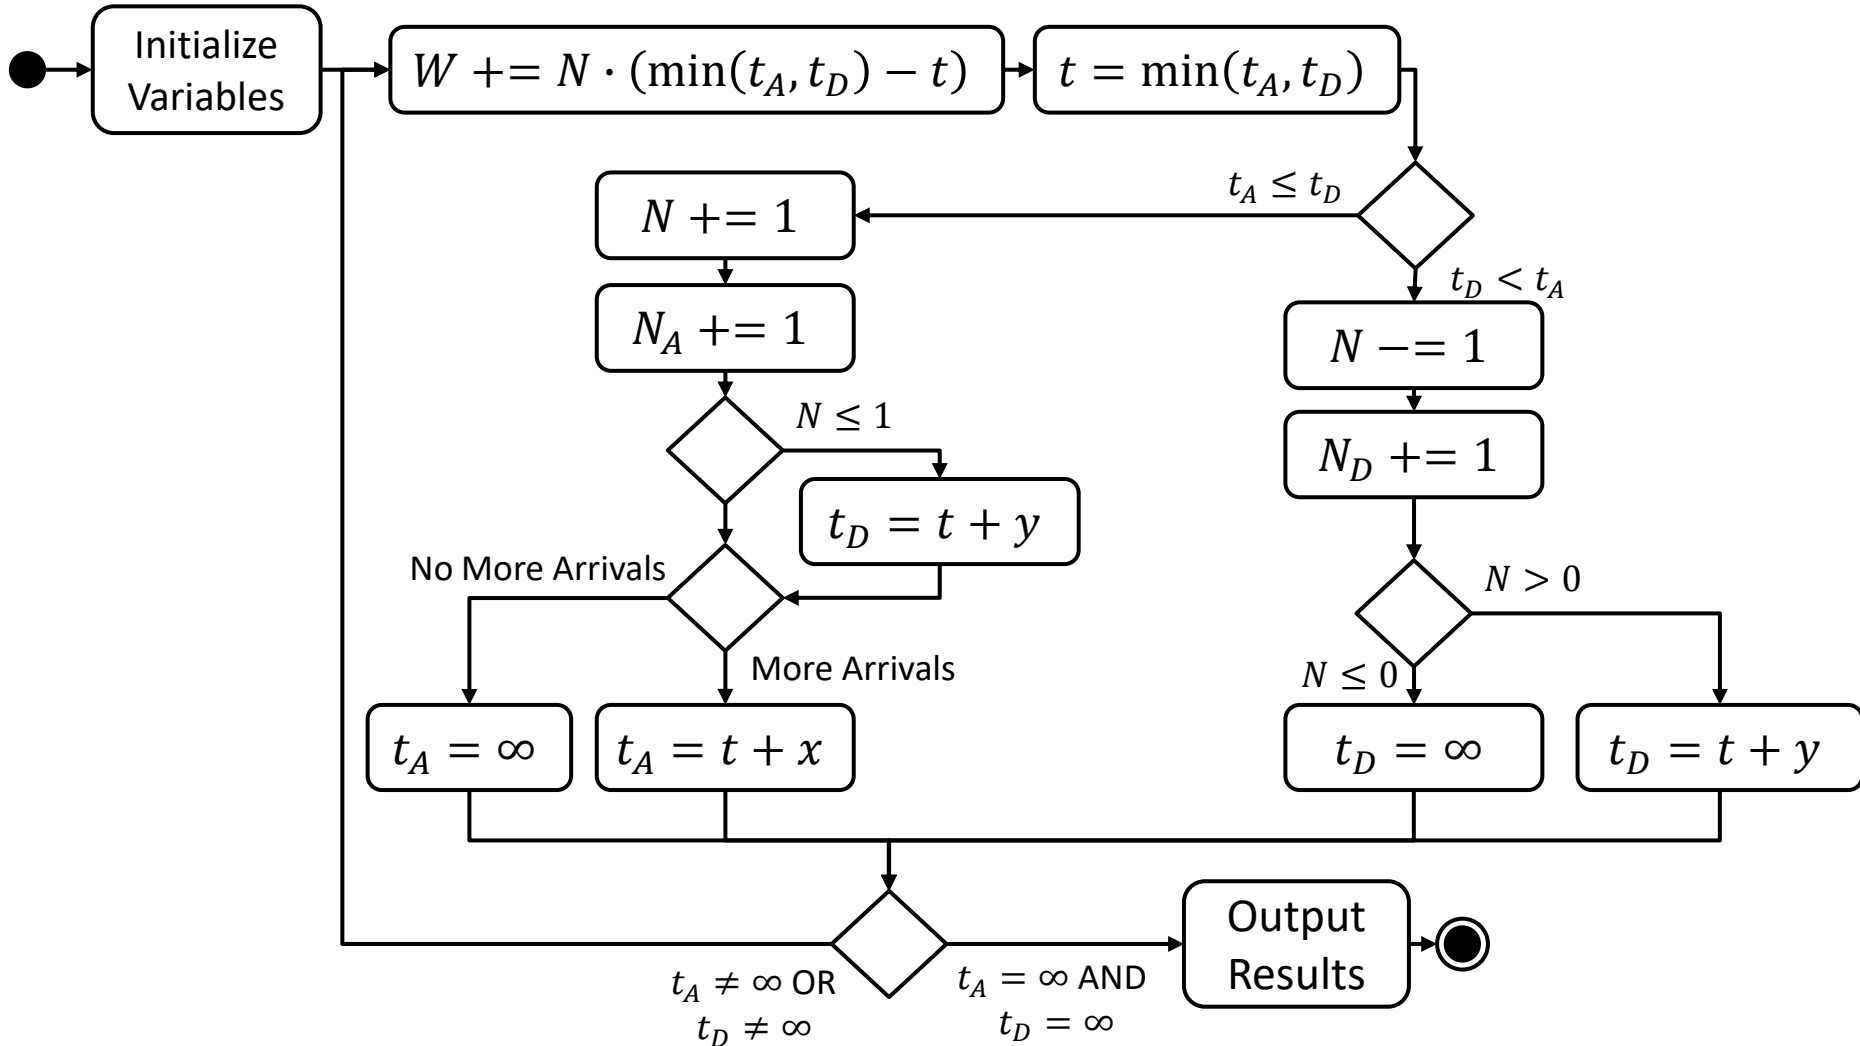 Initialize
Variables
W += N · (min(t_A, t_D) − t)
t = min(t_A, t_D)
t_A ≤ t_D
N += 1
t_D < t_A
N_A += 1
N −= 1
N ≤ 1
N_D += 1
t_D = t + y
No More Arrivals
N > 0
More Arrivals
N ≤ 0
t_A = ∞
t_A = t + x
t_D = ∞
t_D = t + y
Output
Results
t_A ≠ ∞ OR
t_D ≠ ∞
t_A = ∞ AND
t_D = ∞